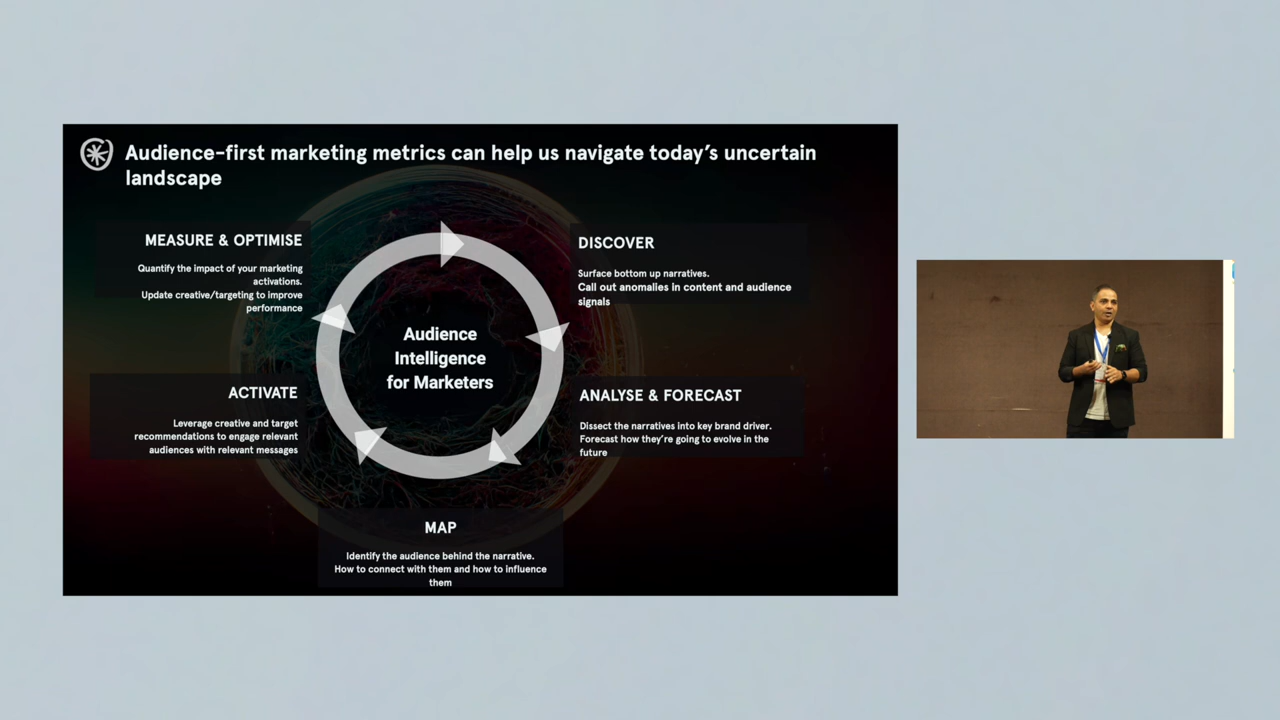 Audience-first marketing metrics can help us navigate today's uncertain
landscape
MEASURE & OPTIMISE
Quantify the impact of your marketing
activations.
Update creative/targeting to improve
performance
DISCOVER
Surface bottom up narratives.
Call out anomalies in content and audience
signals
Audience
Intelligence
for Marketers
ACTIVATE
Leverage creative and target
recommendations to engage relevant
audiences with relevant messages
ANALYSE & FORECAST
Dissect the narratives into key brand driver.
Forecast how they're going to evolve in the
future
MAP
Identify the audience behind the narrative.
How to connect with them and how to influence
them